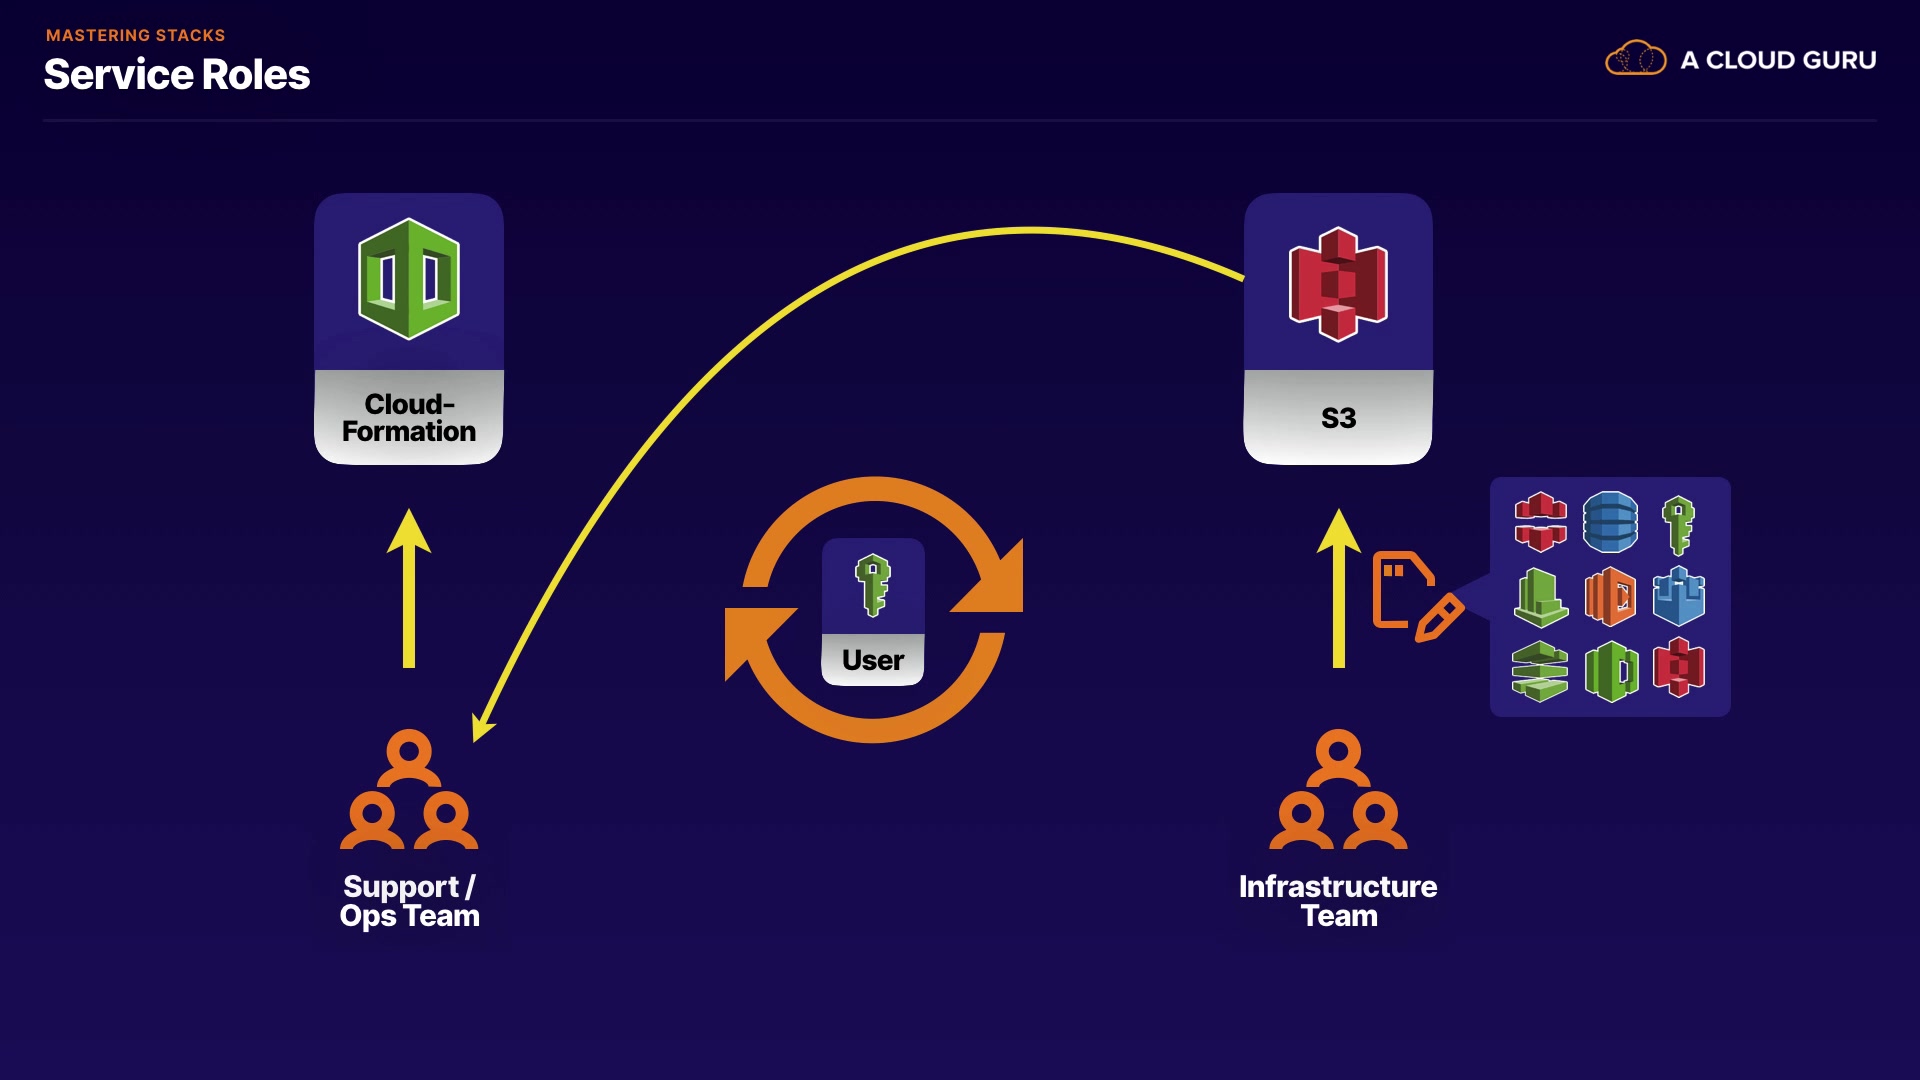 MASTERING STACKS
Service Roles
A CLOUD GURU
Cloud-
Formation
S3
User
Support /
Ops Team
Infrastructure
Team